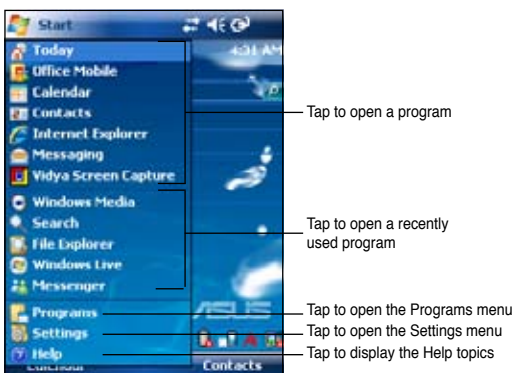 Start
4:31 AM
Today
Office Mobile
Calendar
Contacts
Tap to open a program
Internet Explorer
Messaging
Vidya Screen Capture
Windows Media
Search
Tap to open a recently
used program
File Explorer
Windows Live
Messenger
Programs
Tap to open the Programs menu
ASUS
Settings
Tap to open the Settings menu
Help
Tap to display the Help topics
Calendar
Contacts